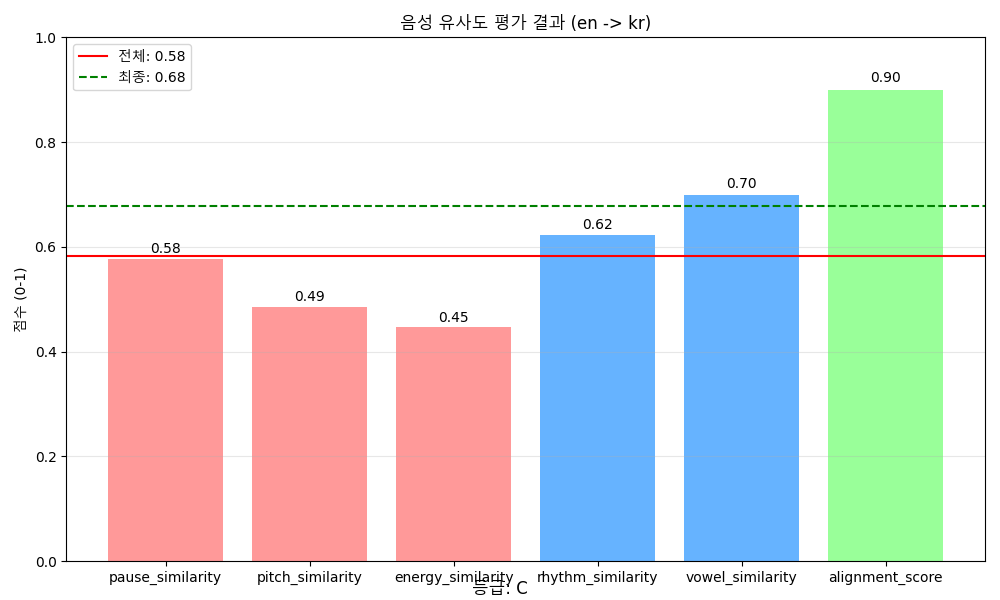 음성 유사도 평가 결과 (en -> kr)
전체: 0.58
최종: 0.68
점수 (0-1)
1.0
0.8
0.6
0.4
0.2
0.0
0.58
0.49
0.45
0.62
0.70
0.90
pause_similarity
pitch_similarity
energy_similarity
rhythm_similarity
vowel_similarity
alignment_score
등급: C